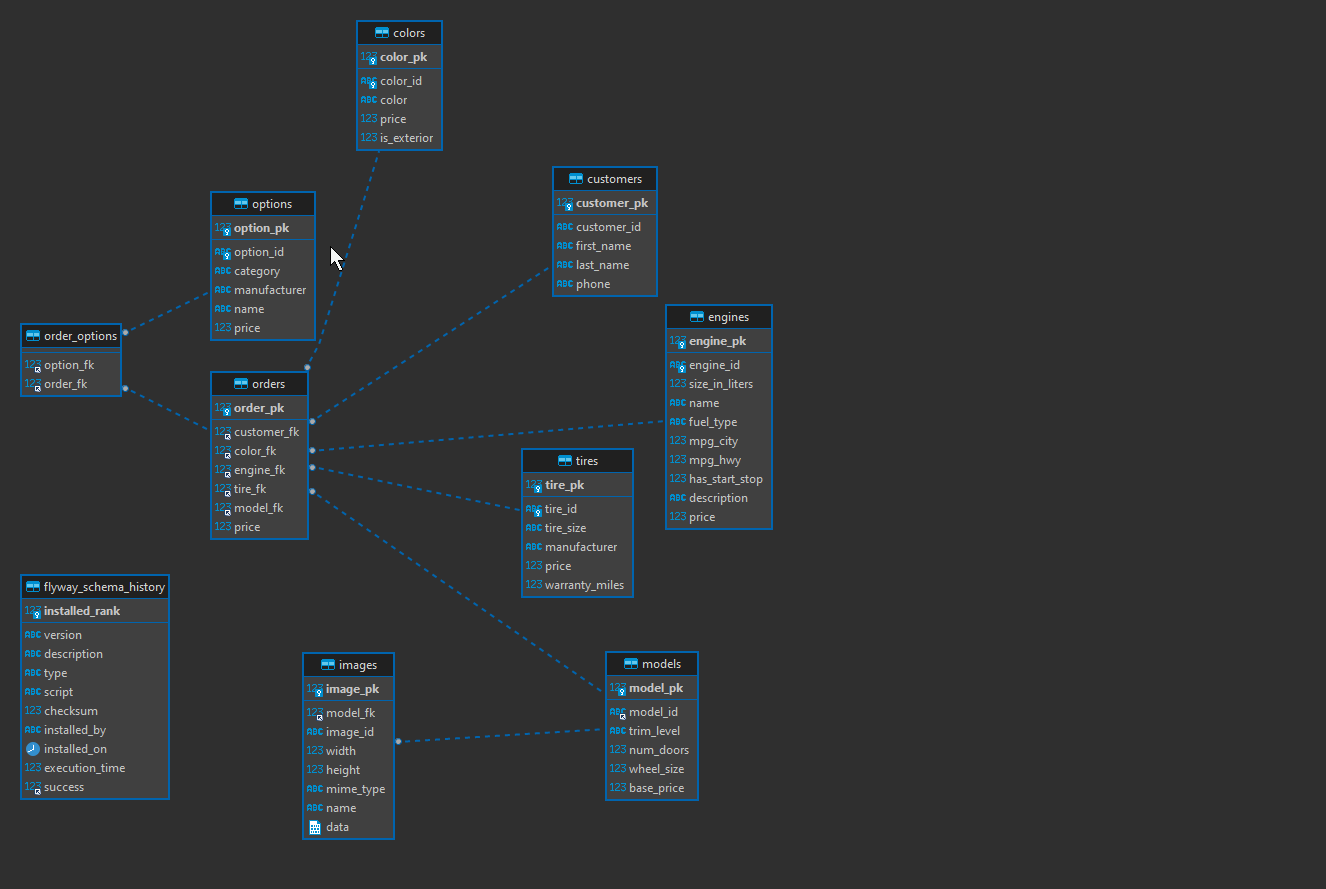 colors
123 color_pk
ABC color_id
ABC color
123 price
123 is_exterior
options
123 option_pk
ABC option_id
ABC category
ABC manufacturer
ABC name
123 price
customers
123 customer_pk
ABC customer_id
ABC first_name
ABC last_name
ABC phone
order_options
123 option_fk
123 order_fk
orders
123 order_pk
123 customer_fk
123 color_fk
123 engine_fk
123 tire_fk
123 model_fk
123 price
engines
123 engine_pk
ABC engine_id
123 size_in_liters
ABC name
ABC fuel_type
123 mpg_city
123 mpg_hwy
123 has_start_stop
ABC description
123 price
tires
123 tire_pk
ABC tire_id
ABC tire_size
ABC manufacturer
123 price
123 warranty_miles
flyway_schema_history
123 installed_rank
ABC version
ABC description
ABC type
ABC script
123 checksum
ABC installed_by
installed_on
123 execution_time
123 success
images
123 image_pk
123 model_fk
ABC image_id
123 width
123 height
ABC mime_type
ABC name
data
models
123 model_pk
ABC model_id
ABC trim_level
123 num_doors
123 wheel_size
123 base_price